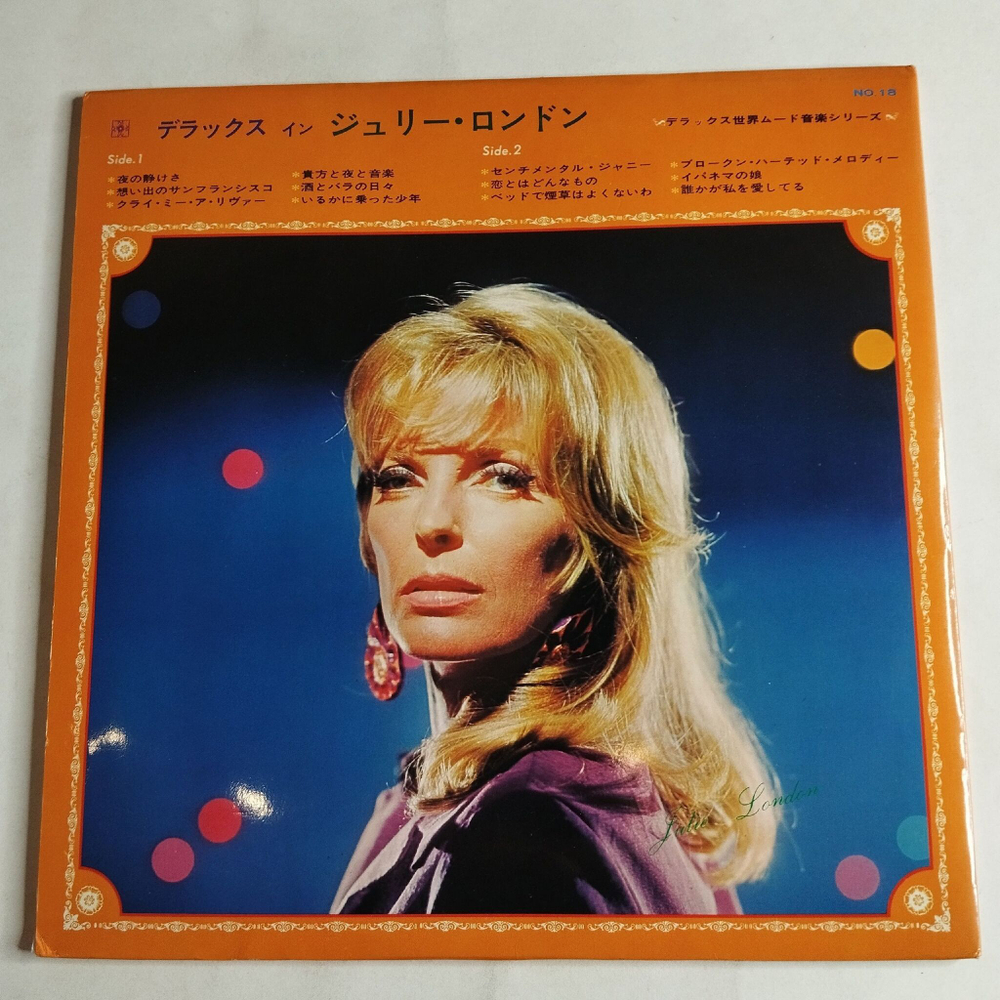 NO.18
デラックス イン ジュリー・ロンドン
デラックス世界ムード音楽シリーズ
Side.1
*夜の静けさ
*想い出のサンフランシスコ
*クライ・ミー・ア・リヴァー
*貴方と夜と音楽
*酒とバラの日々
*いるかに乗った少年
Side.2
*センチメンタル・ジャニー
*恋とはどんなもの
*ベッドで煙草はよくないわ
*ブロークン・ハーテッド・メロディー
*イパネマの娘
*誰かが私を愛してる
Julie London